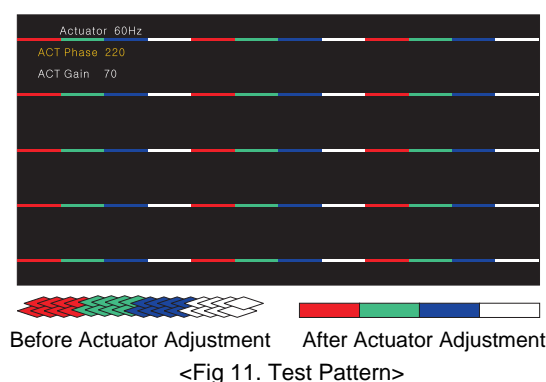 Actuator 60Hz
ACT Phase 220
ACT Gain 70
Before Actuator Adjustment After Actuator Adjustment
<Fig 11. Test Pattern>